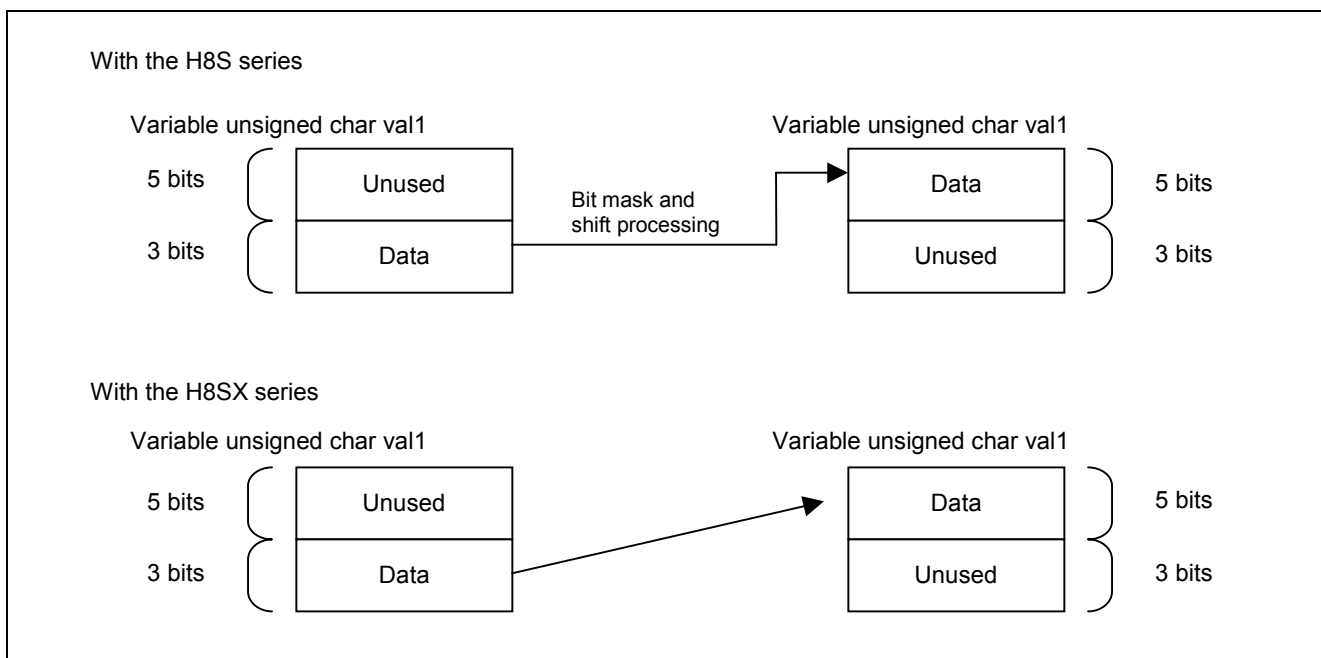 With the H8S series
Variable unsigned char val1
Variable unsigned char val1
5 bits
Unused
Bit mask and
shift processing
Data
5 bits
3 bits
Data
Unused
3 bits
With the H8SX series
Variable unsigned char val1
Variable unsigned char val1
5 bits
Unused
Data
5 bits
3 bits
Data
Unused
3 bits